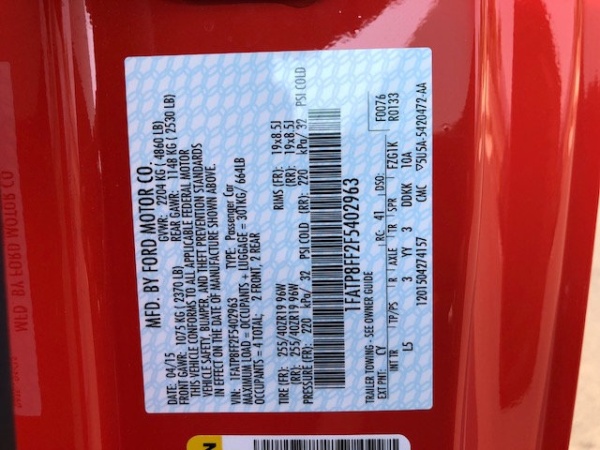 MFD. BY FORD MOTOR CO.
DATE: 04/15 GVWR: 2204 KG ( 4860 LB)
FRONT GAWR: 1075 KG ( 2370 LB) REAR GAWR: 1148 KG ( 2530 LB)
THIS VEHICLE CONFORMS TO ALL APPLICABLE FEDERAL MOTOR
VEHICLE SAFETY, BUMPER, AND THEFT PREVENTION STANDARDS
IN EFFECT ON THE DATE OF MANUFACTURE SHOWN ABOVE.
VIN: 1FATP8FF2F5402963 TYPE: Passenger Car
MAXIMUM LOAD = OCCUPANTS + LUGGAGE = 301KG / 664LB
OCCUPANTS = 4 TOTAL; 2 FRONT, 2 REAR
TIRE (FR): 255/40ZR19 96W RIMS (FR): 19x8.5J
(RR): 255/40ZR19 96W (RR): 19x8.5J
PRESSURE (FR): 220 kPa/ 32 PSI COLD (RR): 220 kPa/ 32 PSI COLD
1FATP8FF2F5402963
F0076
TRAILER TOWING - SEE OWNER GUIDE R0133
EXT PNT: CY RC: 41 DSO: FZG1K
INT TR TP/PS R AXLE TR SPR 10A
L5 3 YY 3 DDKK
1201504274157 CMC ▽5U5A-5420472-AA